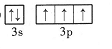 ) ↑↓ ↑ ↑ ↑
3s 3p